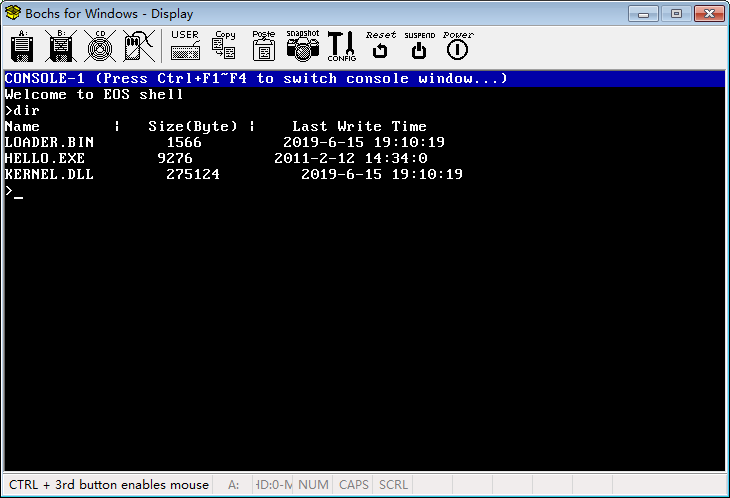 Bochs for Windows - Display
A: B: CD USER Copy Paste snapshot CONFIG Reset SUSPEND Power
CONSOLE-1 (Press Ctrl+F1~F4 to switch console window...)
Welcome to EOS shell
>dir
Name | Size(Byte) | Last Write Time
LOADER.BIN 1566 2019-6-15 19:10:19
HELLO.EXE 9276 2011-2-12 14:34:0
KERNEL.DLL 275124 2019-6-15 19:10:19
>_
CTRL + 3rd button enables mouse A: HD:0-M NUM CAPS SCRL